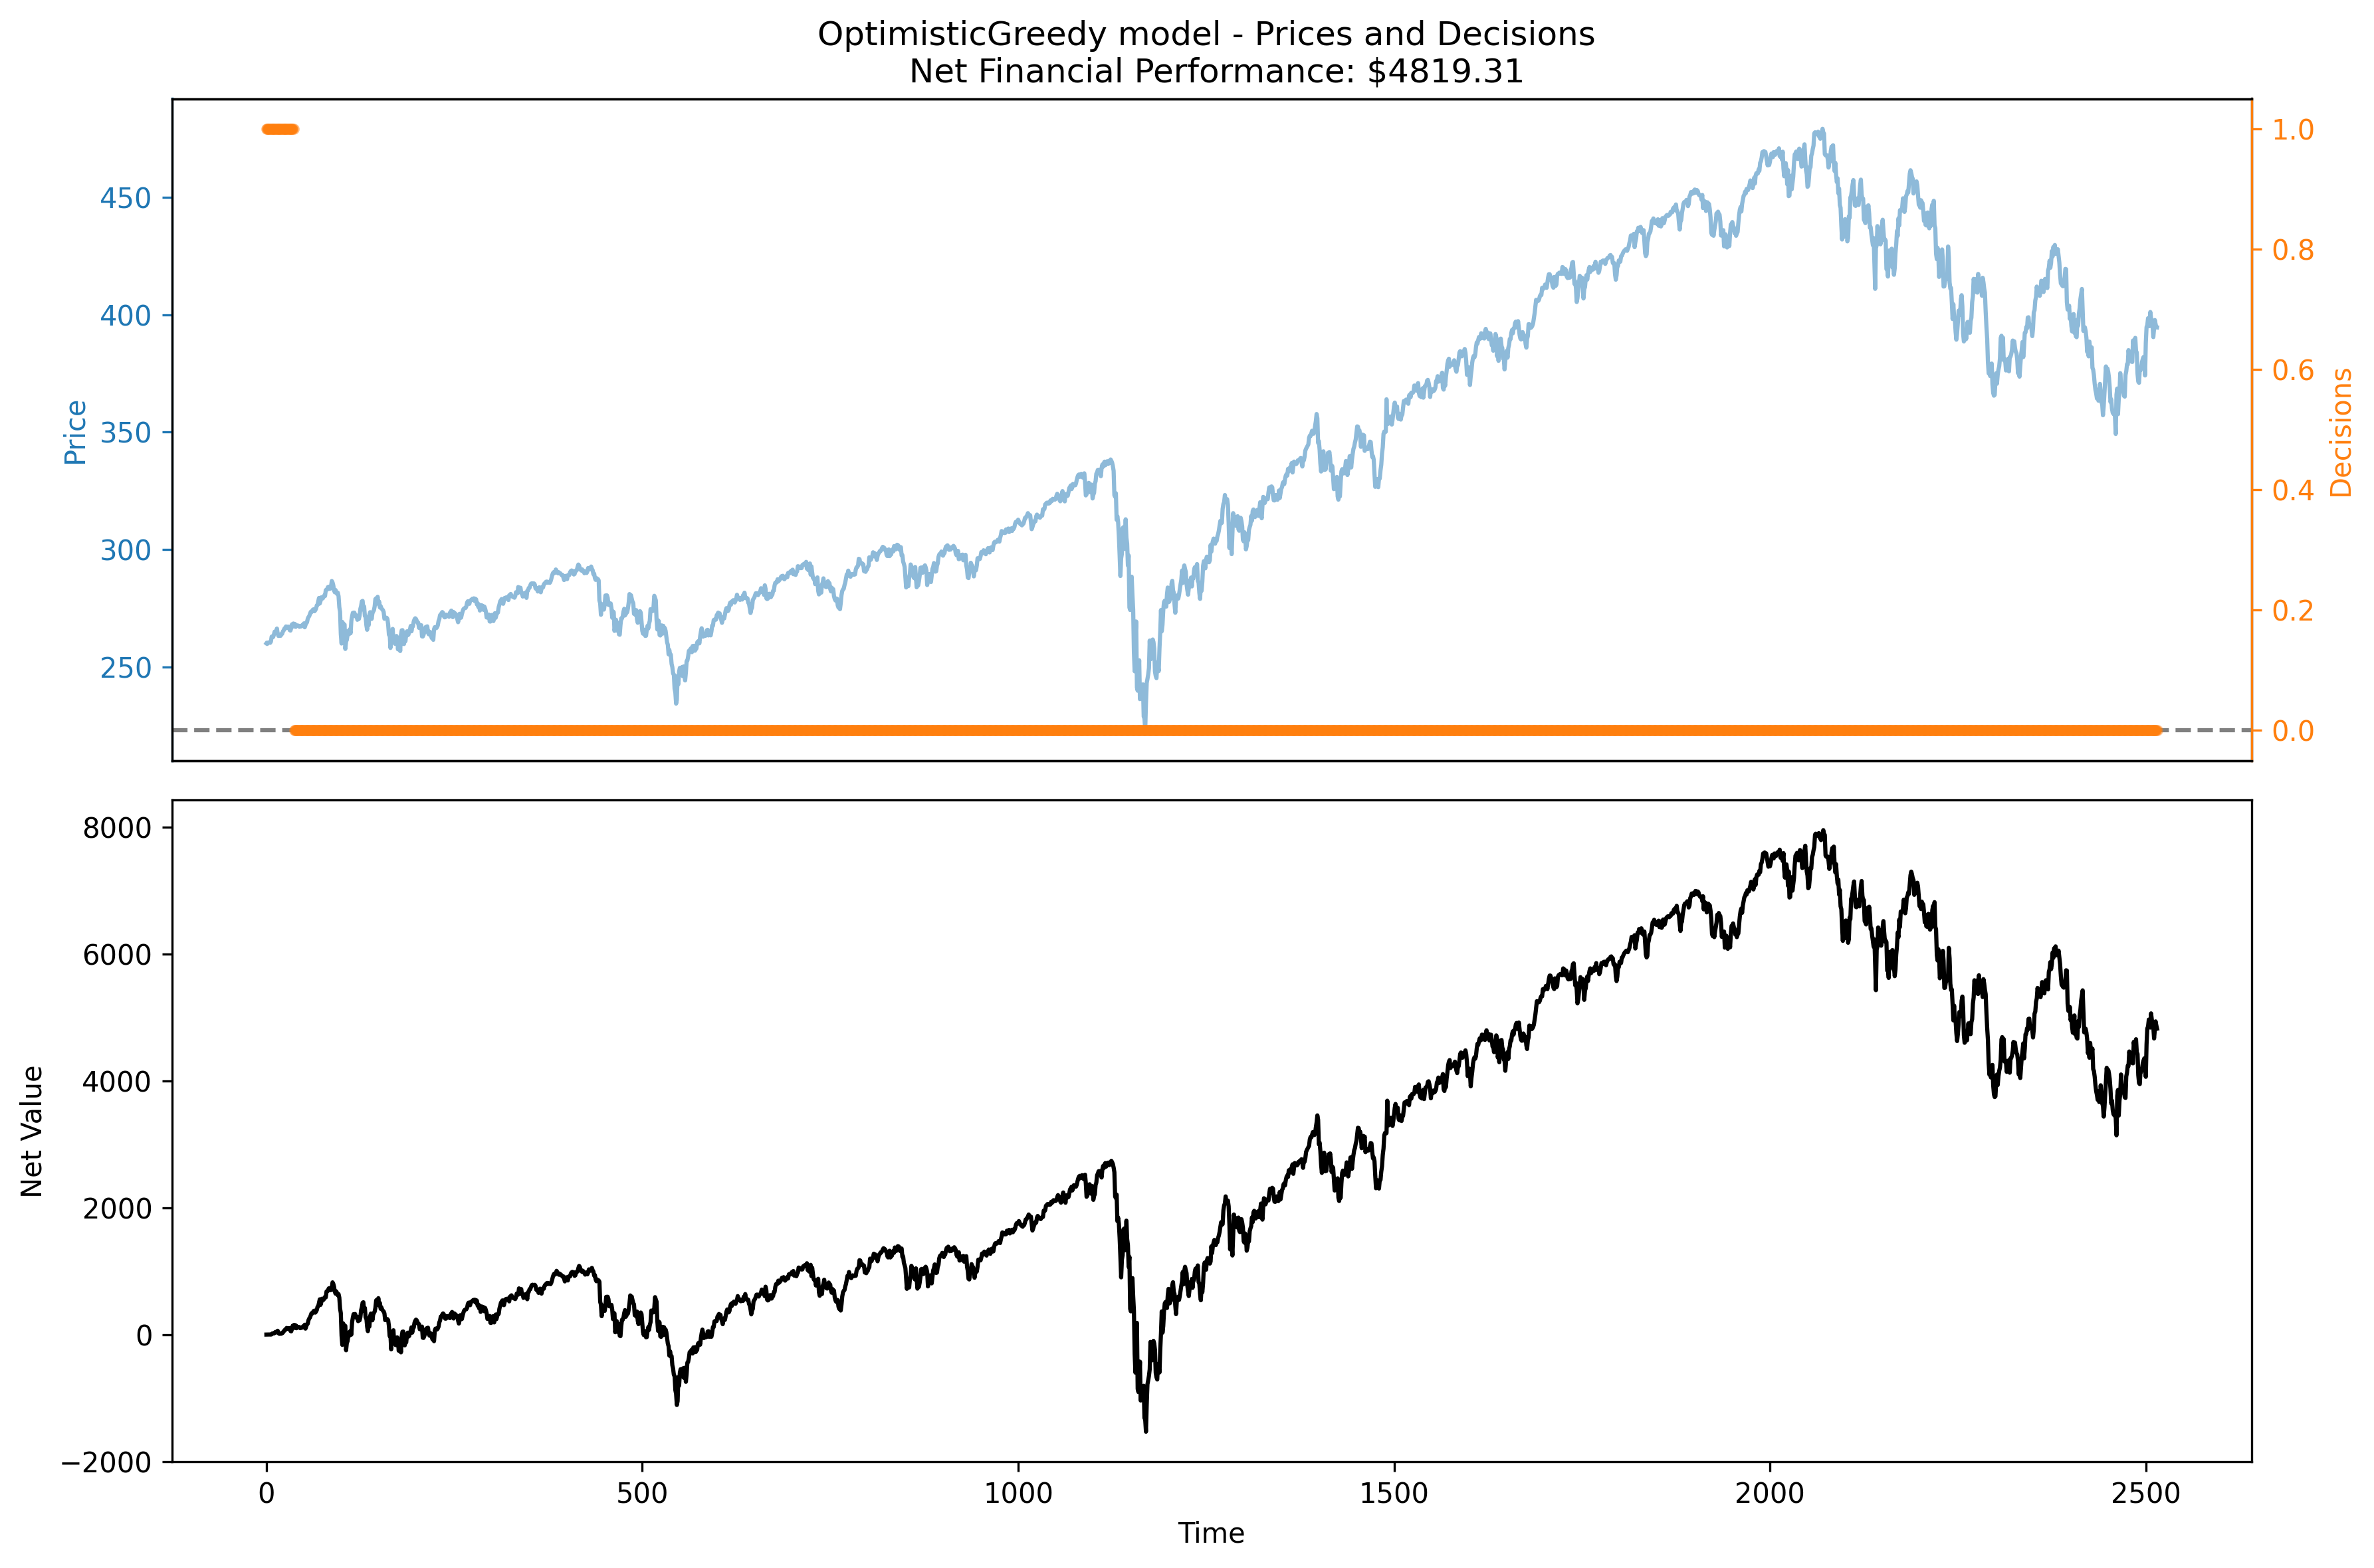 OptimisticGreedy model - Prices and Decisions
Net Financial Performance: $4819.31
Price
450
400
350
300
250
1.0
0.8
0.6
0.4
0.2
0.0
Decisions
Net Value
8000
6000
4000
2000
0
−2000
0 500 1000 1500 2000 2500
Time